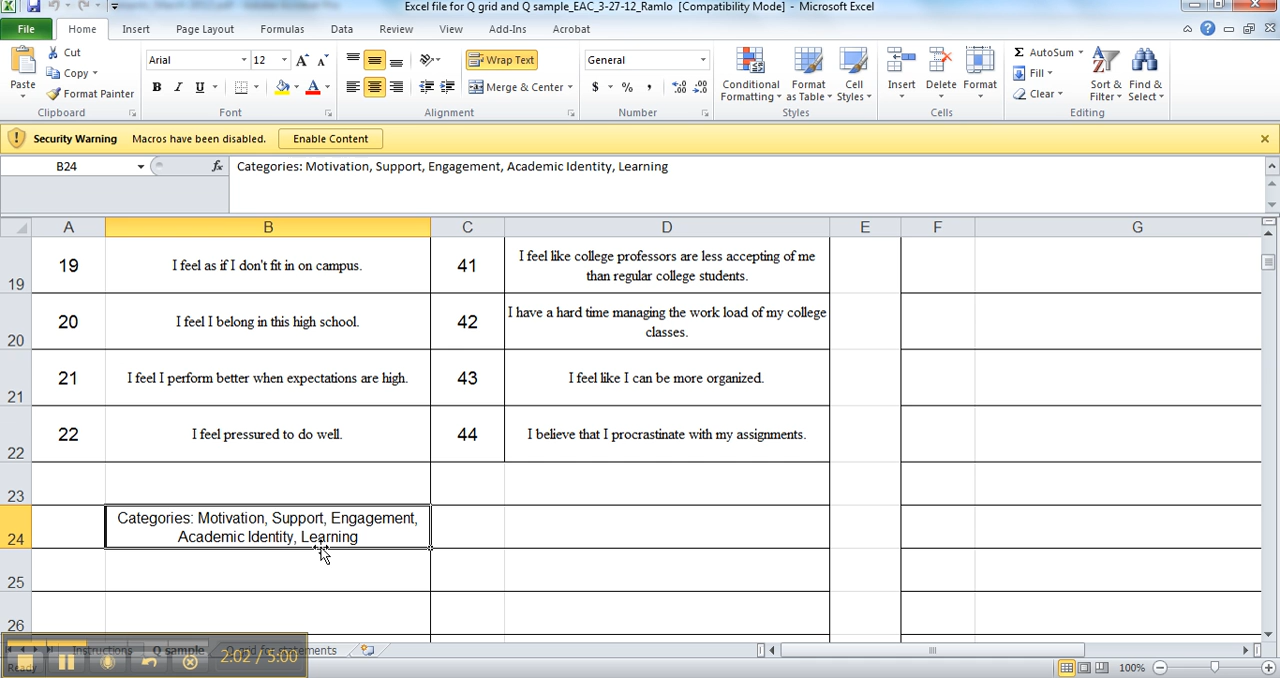 Excel file for Q grid and Q sample_EAC_3-27-12_Ramlo [Compatibility Mode] - Microsoft Excel
File Home Insert Page Layout Formulas Data Review View Add-Ins Acrobat
Paste
Cut
Copy
Format Painter
Clipboard
Arial 12
B I U
Font
Wrap Text
Merge & Center
Alignment
General
$ % ,
Number
Conditional Formatting
Format as Table
Cell Styles
Styles
Insert
Delete
Format
Cells
Σ AutoSum
Fill
Clear
Sort & Filter
Find & Select
Editing
Security Warning Macros have been disabled. Enable Content
B24 fx Categories: Motivation, Support, Engagement, Academic Identity, Learning
A B C D E F G
19 19 I feel as if I don't fit in on campus. 41 I feel like college professors are less accepting of me
than regular college students.
20 20 I feel I belong in this high school. 42 I have a hard time managing the work load of my college
classes.
21 21 I feel I perform better when expectations are high. 43 I feel like I can be more organized.
22 22 I feel pressured to do well. 44 I believe that I procrastinate with my assignments.
23
24 Categories: Motivation, Support, Engagement,
Academic Identity, Learning
25
26
Instructions Q sample Q grid for statements
Ready 2:02 / 5:00 100%